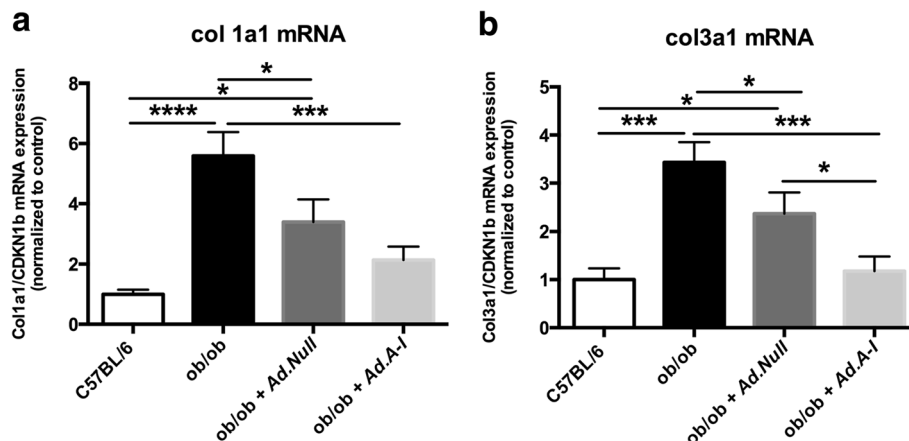 a
col 1a1 mRNA
Col1a1/CDKN1b mRNA expression
(normalized to control)
8
6
4
2
0
*
*
****
***
C57BL/6
ob/ob
ob/ob + Ad.Null
ob/ob + Ad.A-I
b
col3a1 mRNA
Col3a1/CDKN1b mRNA expression
(normalized to control)
5
4
3
2
1
0
*
*
***
***
*
C57BL/6
ob/ob
ob/ob + Ad.Null
ob/ob + Ad.A-I